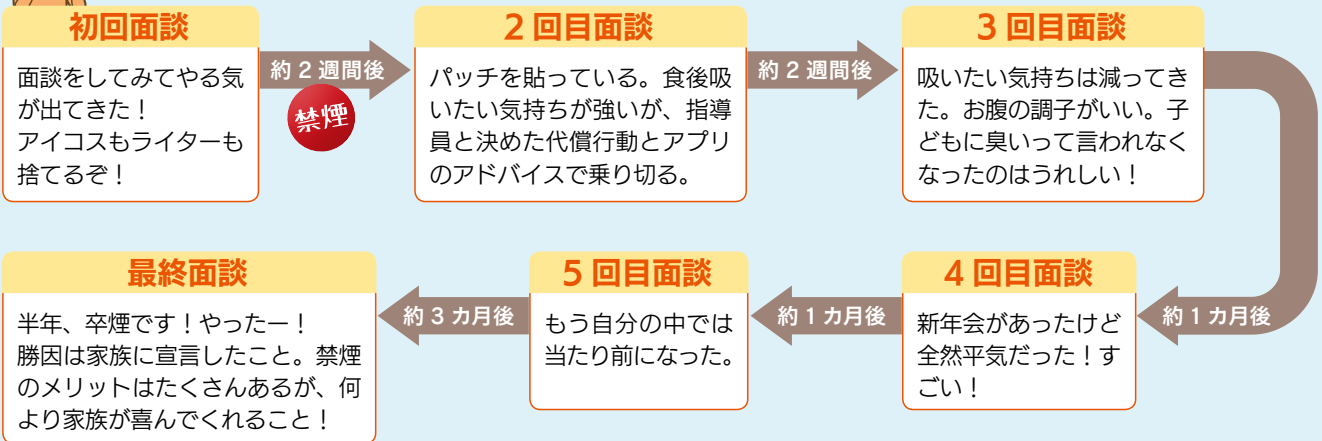 初回面談
面談をしてみてやる気
が出てきた！
アイコスもライターも
捨てるぞ！
約 2 週間後
禁煙
2 回目面談
パッチを貼っている。食後吸
いたい気持ちが強いが、指導
員と決めた代償行動とアプリ
のアドバイスで乗り切る。
約 2 週間後
3 回目面談
吸いたい気持ちは減ってき
た。お腹の調子がいい。子
どもに臭いって言われなく
なったのはうれしい！
約 1 カ月後
4 回目面談
新年会があったけど
全然平気だった！す
ごい！
約 1 カ月後
5 回目面談
もう自分の中では
当たり前になった。
約 3 カ月後
最終面談
半年、卒煙です！やったー！
勝因は家族に宣言したこと。禁煙
のメリットはたくさんあるが、何
より家族が喜んでくれること！